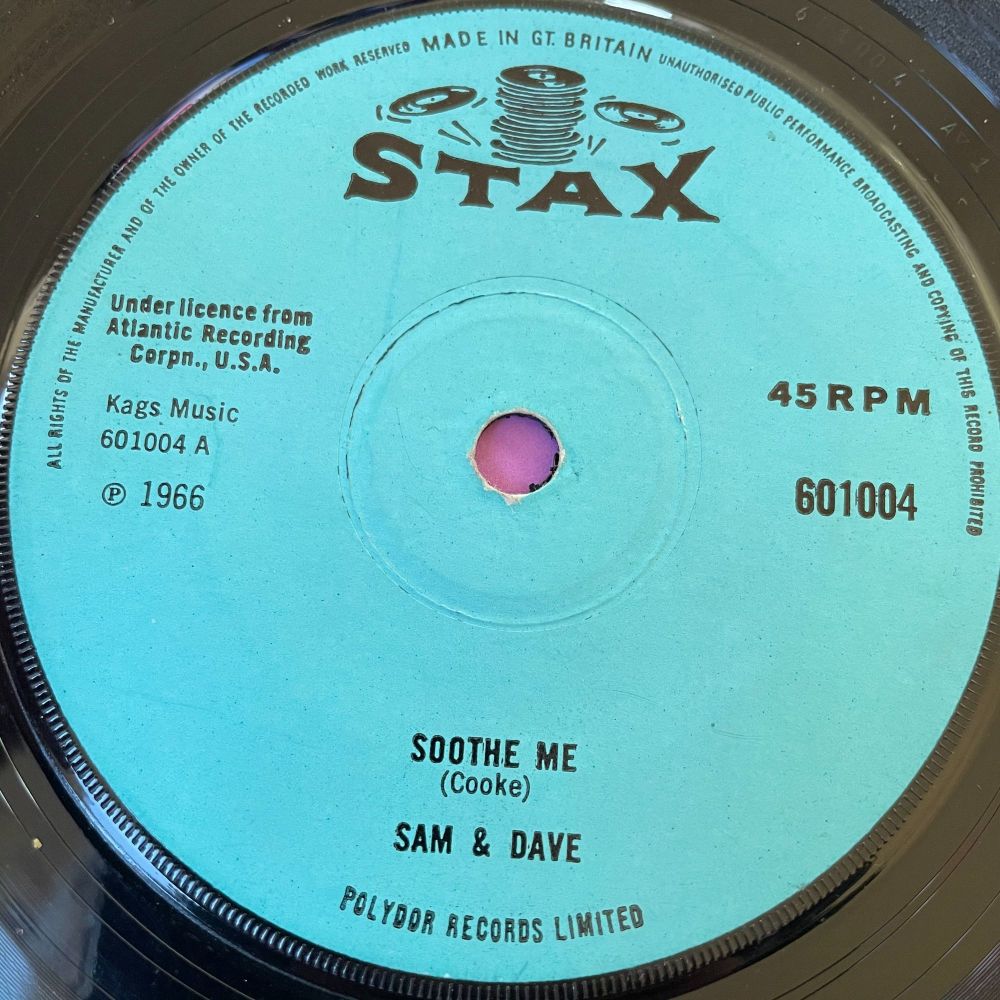 ALL RIGHTS OF THE MANUFACTURER AND OF THE OWNER OF THE RECORDED WORK RESERVED MADE IN GT. BRITAIN UNAUTHORISED PUBLIC PERFORMANCE BROADCASTING AND COPYING OF THIS RECORD PROHIBITED
STAX
Under licence from
Atlantic Recording
Corpn., U.S.A.
Kags Music
601004 A
℗ 1966
45 RPM
601004
SOOTHE ME
(Cooke)
SAM & DAVE
POLYDOR RECORDS LIMITED